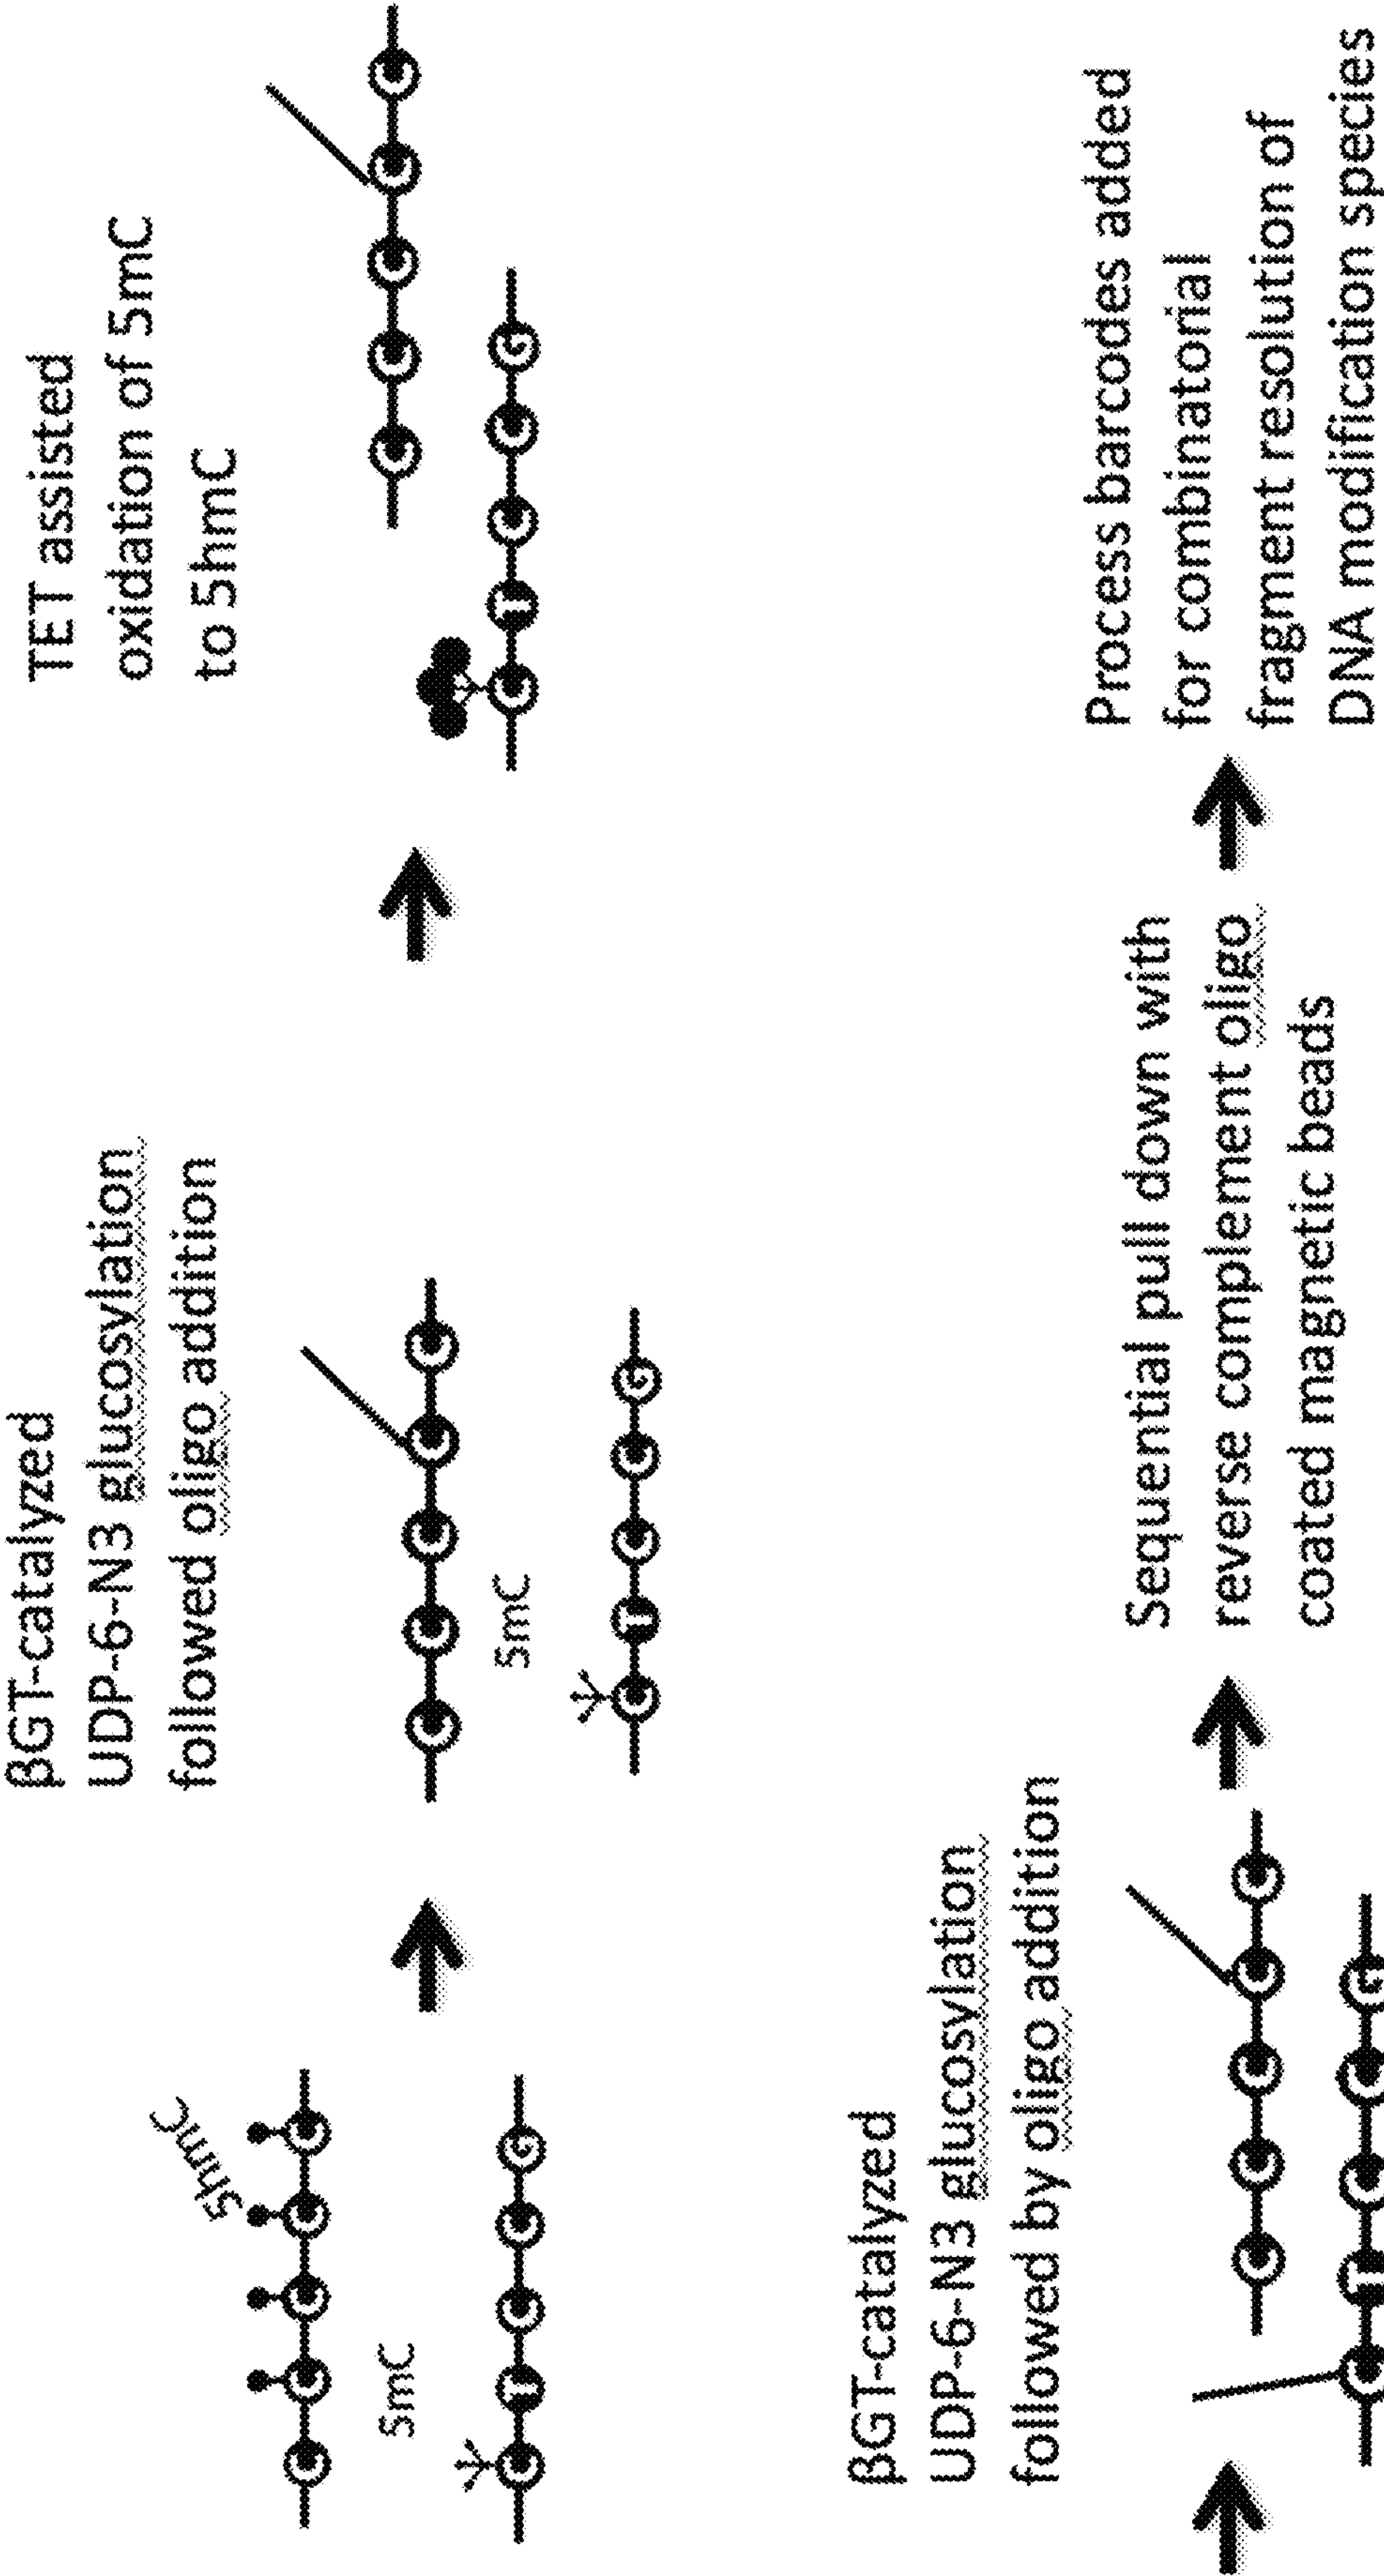 5hmC
5mC
βGT-catalyzed
UDP-6-N3 glucosylation
followed oligo addition
5mC
TET assisted
oxidation of 5mC
to 5hmC
βGT-catalyzed
UDP-6-N3 glucosylation
followed by oligo addition
Sequential pull down with
reverse complement oligo
coated magnetic beads
Process barcodes added
for combinatorial
fragment resolution of
DNA modification species